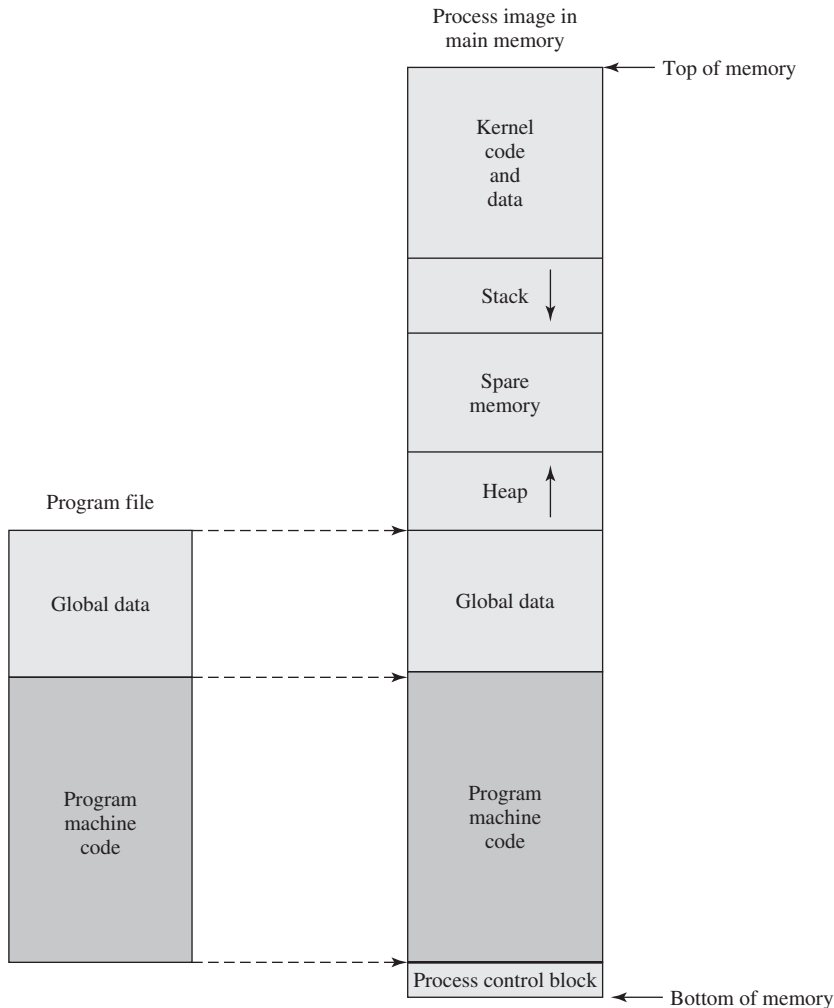 Process image in
main memory
Top of memory
Kernel
code
and
data
Stack
Spare
memory
Heap
Program file
Global data
Global data
Program
machine
code
Program
machine
code
Process control block
Bottom of memory